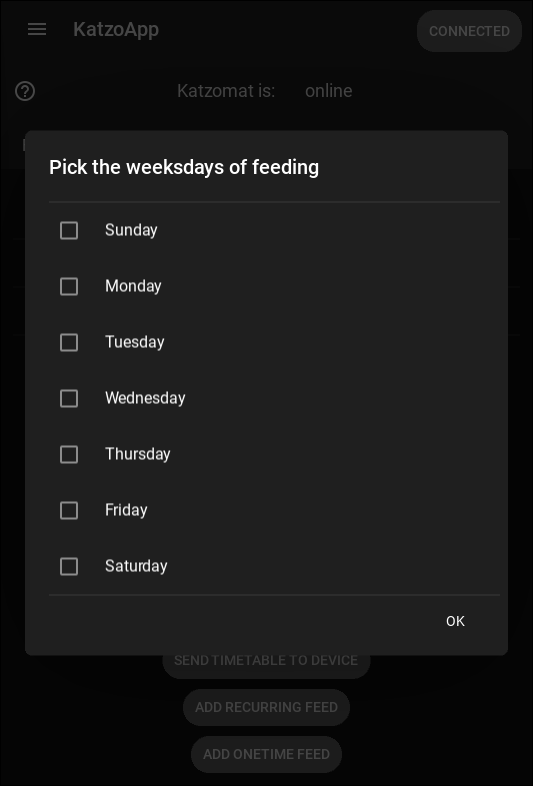 KatzoApp
CONNECTED
Katzomat is: online
Pick the weeksdays of feeding
Sunday
Monday
Tuesday
Wednesday
Thursday
Friday
Saturday
OK
SEND TIMETABLE TO DEVICE
ADD RECURRING FEED
ADD ONETIME FEED